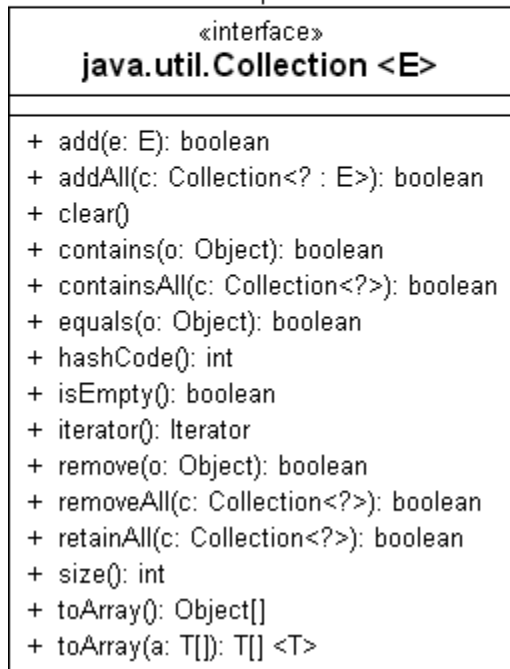 «interface»
java.util.Collection <E>
+ add(e: E): boolean
+ addAll(c: Collection<? : E>): boolean
+ clear()
+ contains(o: Object): boolean
+ containsAll(c: Collection<?>): boolean
+ equals(o: Object): boolean
+ hashCode(): int
+ isEmpty(): boolean
+ iterator(): Iterator
+ remove(o: Object): boolean
+ removeAll(c: Collection<?>): boolean
+ retainAll(c: Collection<?>): boolean
+ size(): int
+ toArray(): Object[]
+ toArray(a: T[]): T[] <T>